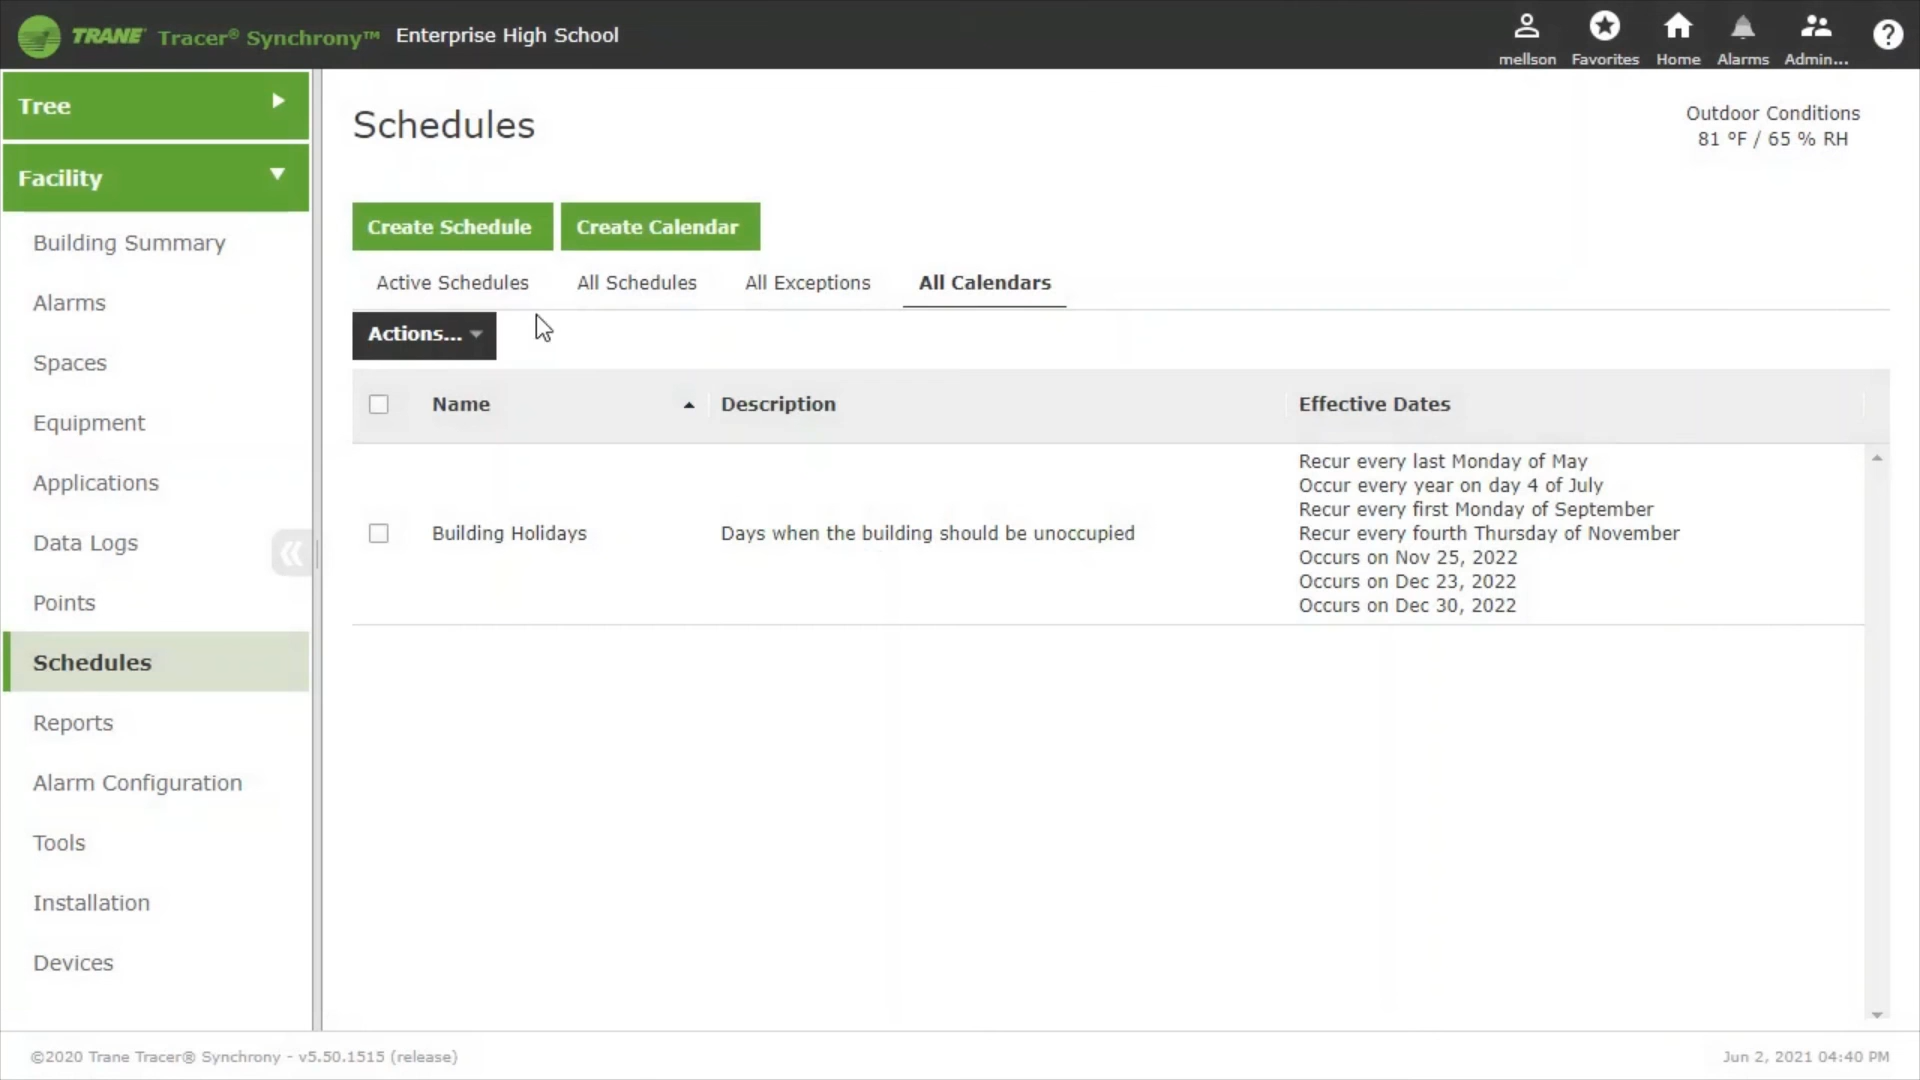 TRANE Tracer® Synchrony™ Enterprise High School
mellson Favorites Home Alarms Admin...
Tree
Facility
Building Summary
Alarms
Spaces
Equipment
Applications
Data Logs
Points
Schedules
Reports
Alarm Configuration
Tools
Installation
Devices
Schedules
Outdoor Conditions
81 °F / 65 % RH
Create Schedule Create Calendar
Active Schedules All Schedules All Exceptions All Calendars
Actions...
Name Description Effective Dates
Building Holidays Days when the building should be unoccupied
Recur every last Monday of May
Occur every year on day 4 of July
Recur every first Monday of September
Recur every fourth Thursday of November
Occurs on Nov 25, 2022
Occurs on Dec 23, 2022
Occurs on Dec 30, 2022
©2020 Trane Tracer® Synchrony - v5.50.1515 (release)
Jun 2, 2021 04:40 PM